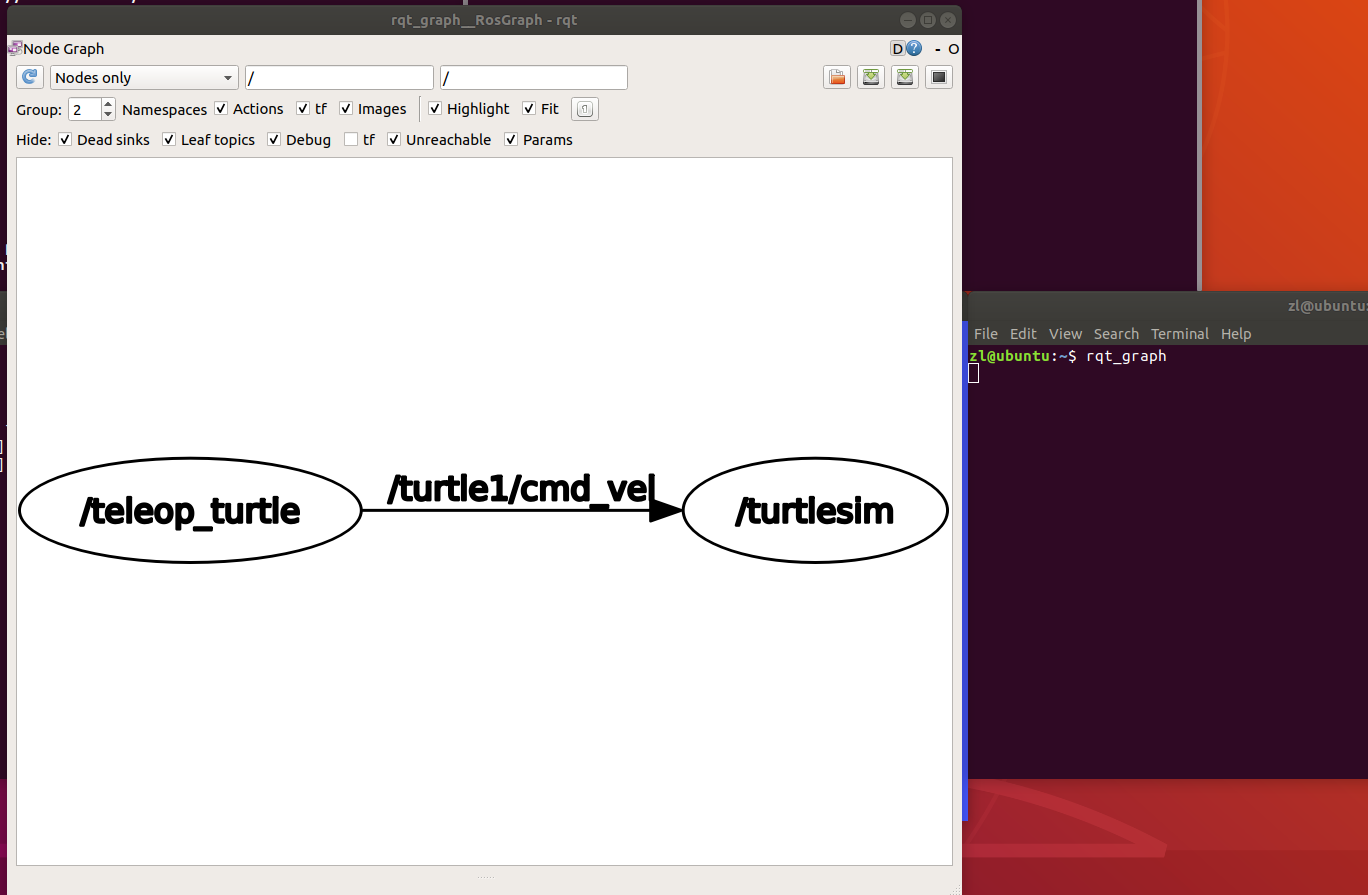 rqt_graph__RosGraph - rqt
Node Graph
D ? - O
Nodes only / /
Group: 2 Namespaces Actions tf Images Highlight Fit
Hide: Dead sinks Leaf topics Debug tf Unreachable Params
/teleop_turtle
/turtle1/cmd_vel
/turtlesim
zl@ubuntu:
File Edit View Search Terminal Help
zl@ubuntu:~$ rqt_graph